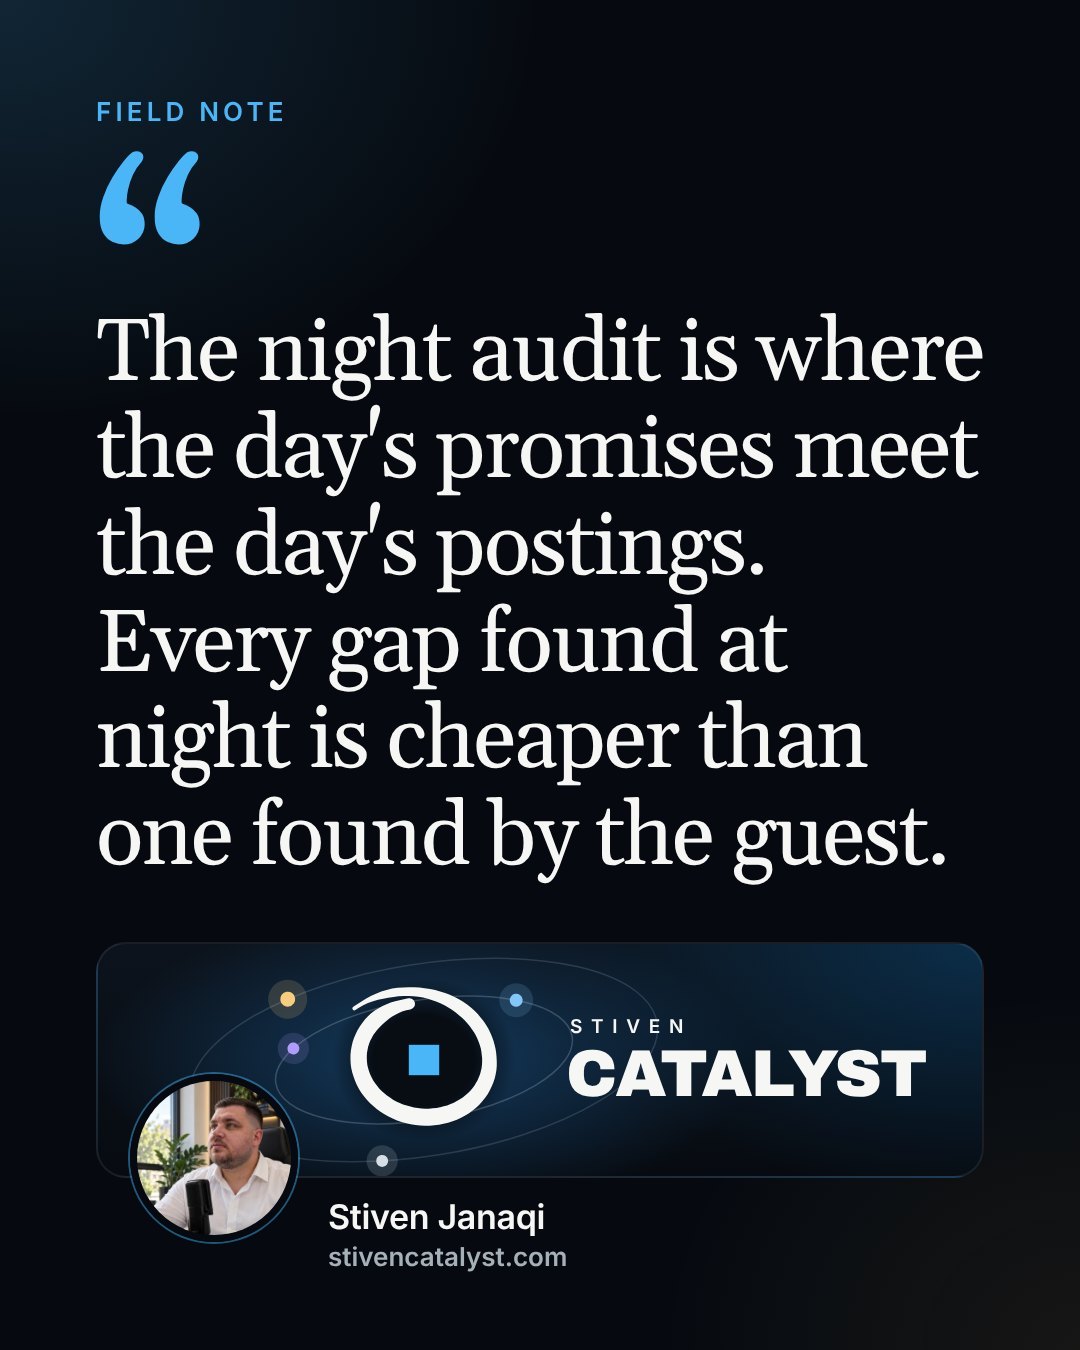 FIELD NOTE
“
The night audit is where
the day's promises meet
the day's postings.
Every gap found at
night is cheaper than
one found by the guest.
STIVEN
CATALYST
Stiven Janaqi
stivencatalyst.com